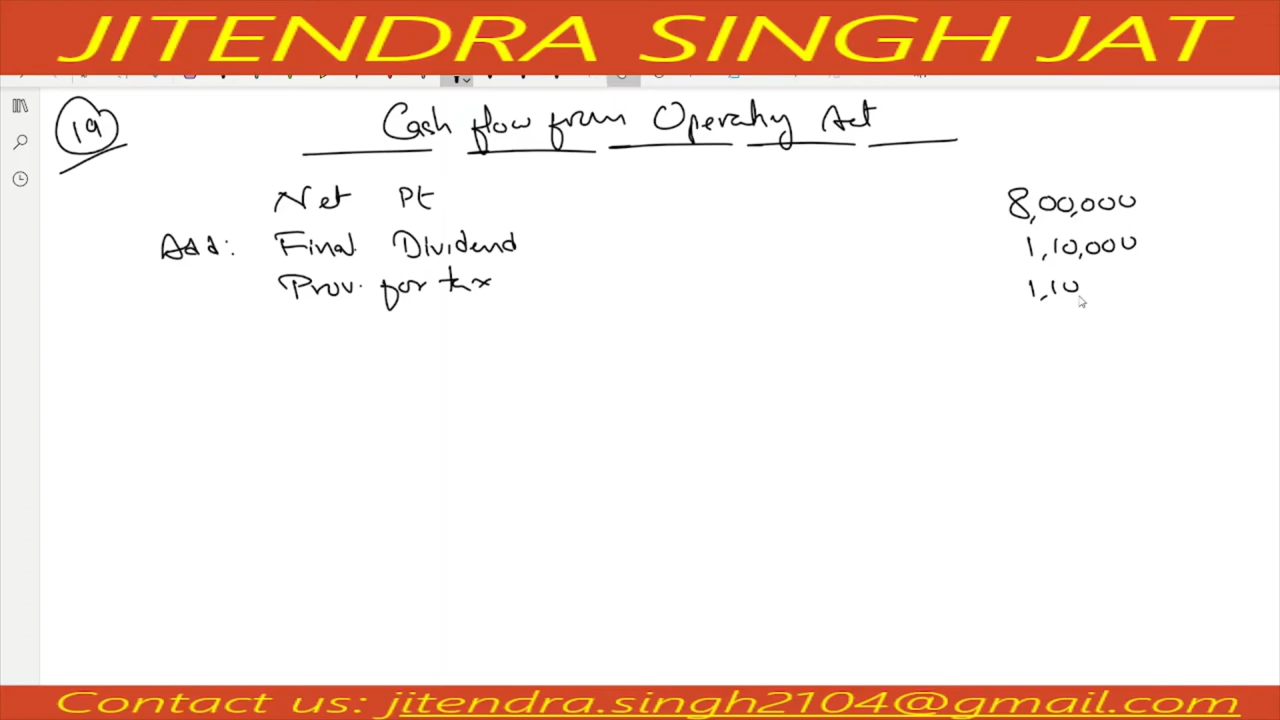 JITENDRA SINGH JAT
19
Cash flow from Operating Act
Net Pt 8,00,000
Add: Final Dividend 1,10,000
Prov. for tax 1,10
Contact us: jitendra.singh2104@gmail.com